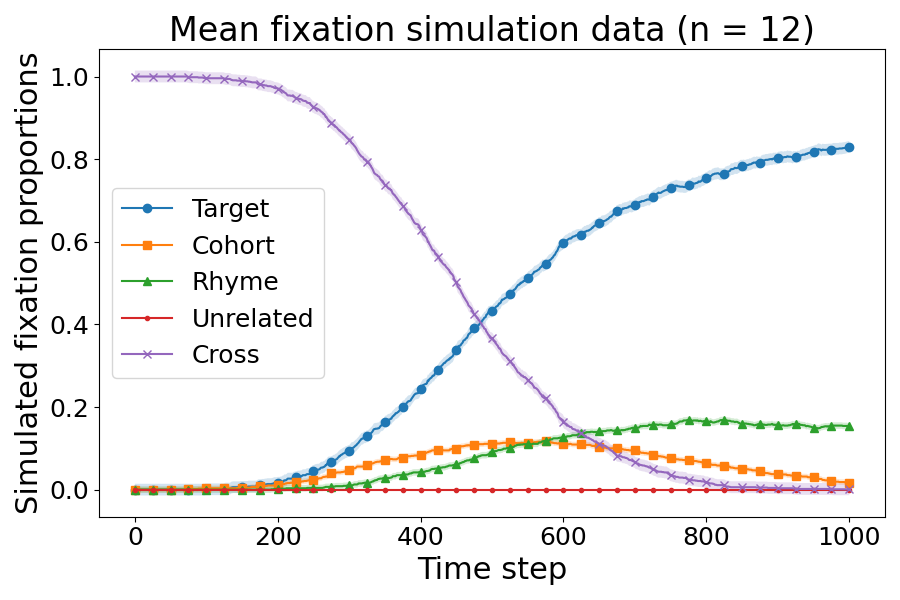 Mean fixation simulation data (n = 12)
Simulated fixation proportions
1.0
0.8
0.6
0.4
0.2
0.0
Target
Cohort
Rhyme
Unrelated
Cross
0 200 400 600 800 1000
Time step